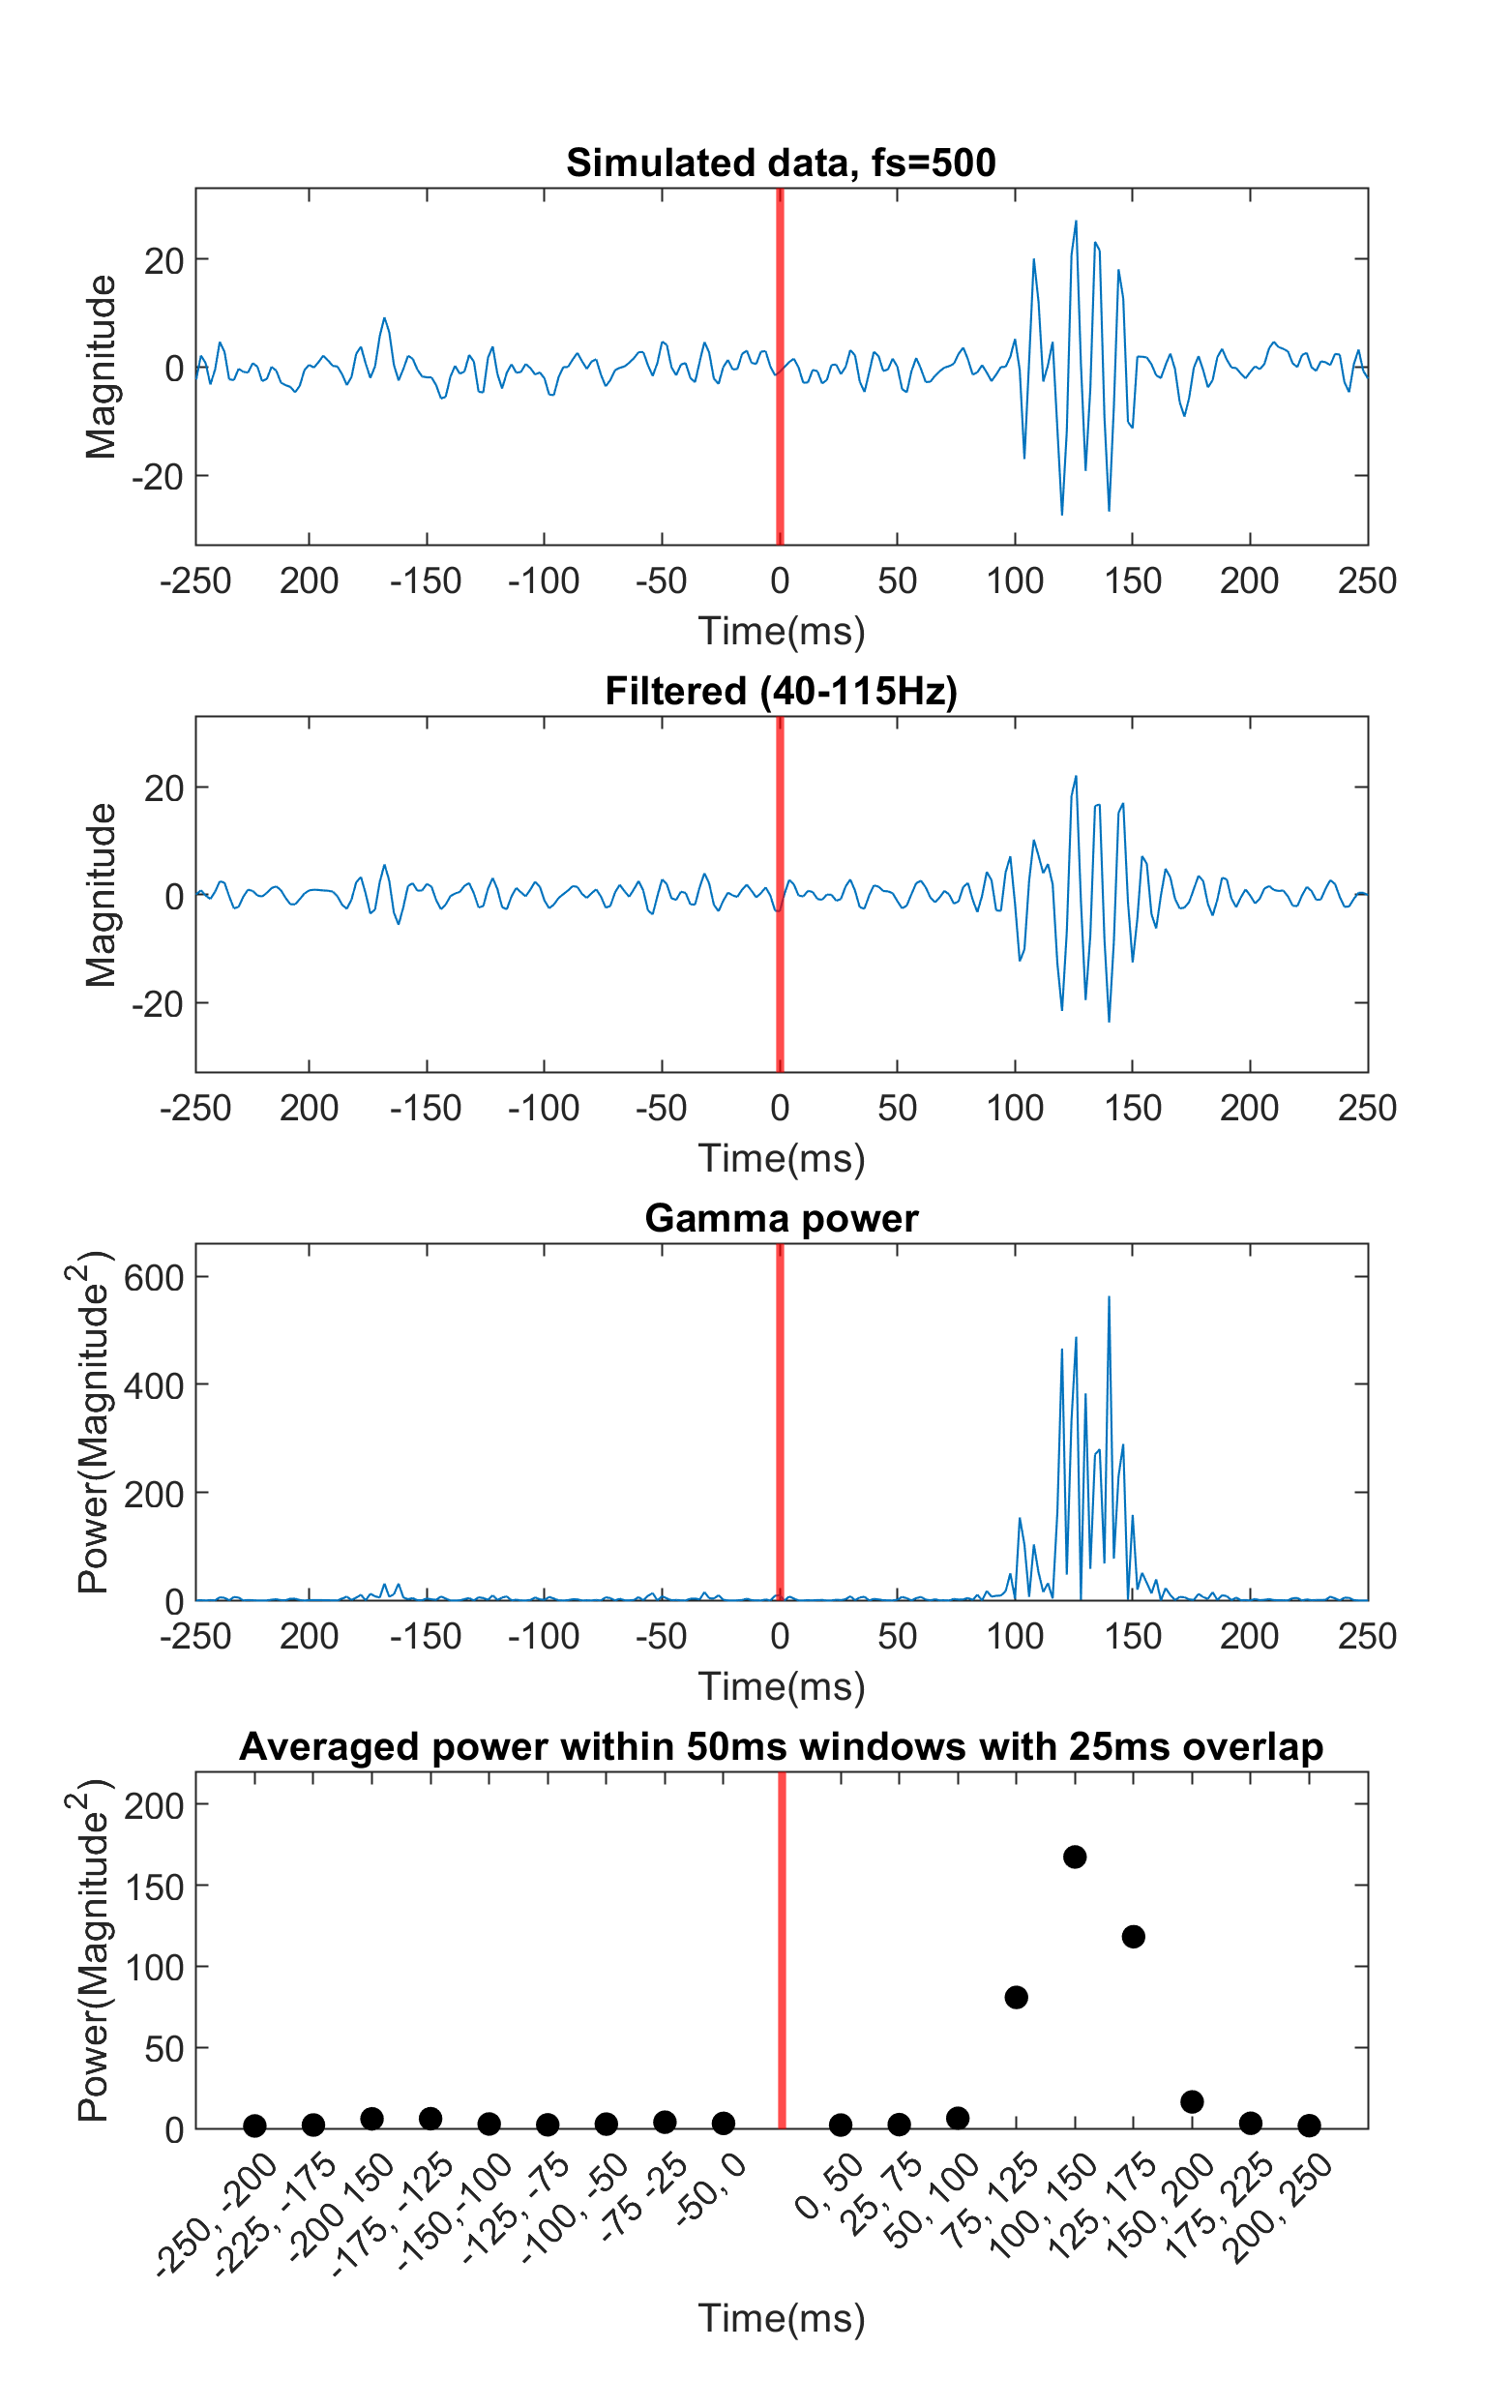 Simulated data, fs=500
Magnitude
20
0
-20
-250 200 -150 -100 -50 0 50 100 150 200 250
Time(ms)
Filtered (40-115Hz)
Magnitude
20
0
-20
-250 200 -150 -100 -50 0 50 100 150 200 250
Time(ms)
Gamma power
Power(Magnitude²)
600
400
200
0
-250 200 -150 -100 -50 0 50 100 150 200 250
Time(ms)
Averaged power within 50ms windows with 25ms overlap
Power(Magnitude²)
200
150
100
50
0
-250, -200
-225, -175
-200 150
-175, -125
-150, -100
-125, -75
-100, -50
-75 -25
-50, 0
0, 50
25, 75
50, 100
75, 125
100, 150
125, 175
150, 200
175, 225
200, 250
Time(ms)